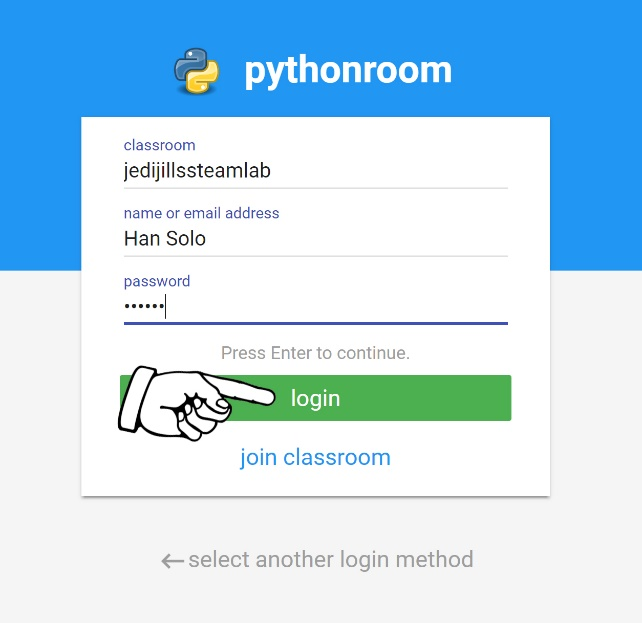 pythonroom
classroom
jedijillssteamlab
name or email address
Han Solo
password
••••••
Press Enter to continue.
login
join classroom
←select another login method